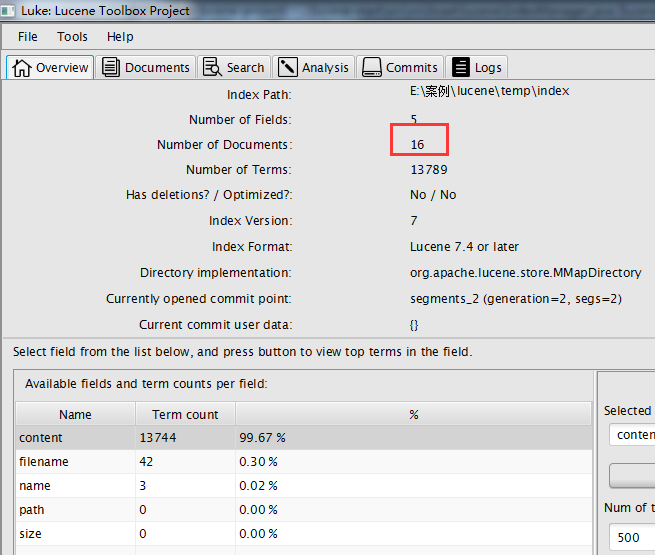 Luke: Lucene Toolbox Project
File Tools Help
Overview Documents Search Analysis Commits Logs
Index Path: E:\案例\lucene\temp\index
Number of Fields: 5
Number of Documents: 16
Number of Terms: 13789
Has deletions? / Optimized?: No / No
Index Version: 7
Index Format: Lucene 7.4 or later
Directory implementation: org.apache.lucene.store.MMapDirectory
Currently opened commit point: segments_2 (generation=2, segs=2)
Current commit user data: {}
Select field from the list below, and press button to view top terms in the field.
Available fields and term counts per field:
Name Term count %
Selected
content 13744 99.67 %
conten
filename 42 0.30 %
name 3 0.02 %
path 0 0.00 %
Num of t
size 0 0.00 %
500